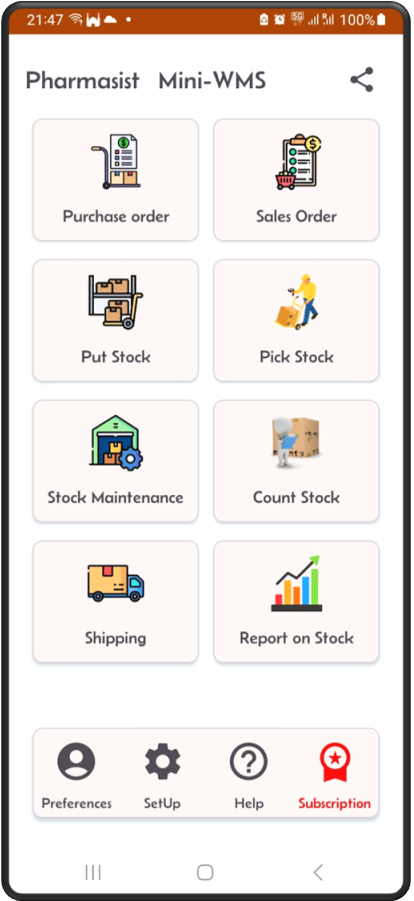 21:47 5G 100%
Pharmasist Mini-WMS
Purchase order Sales Order
Put Stock Pick Stock
Stock Maintenance Count Stock
Shipping Report on Stock
Preferences SetUp Help Subscription